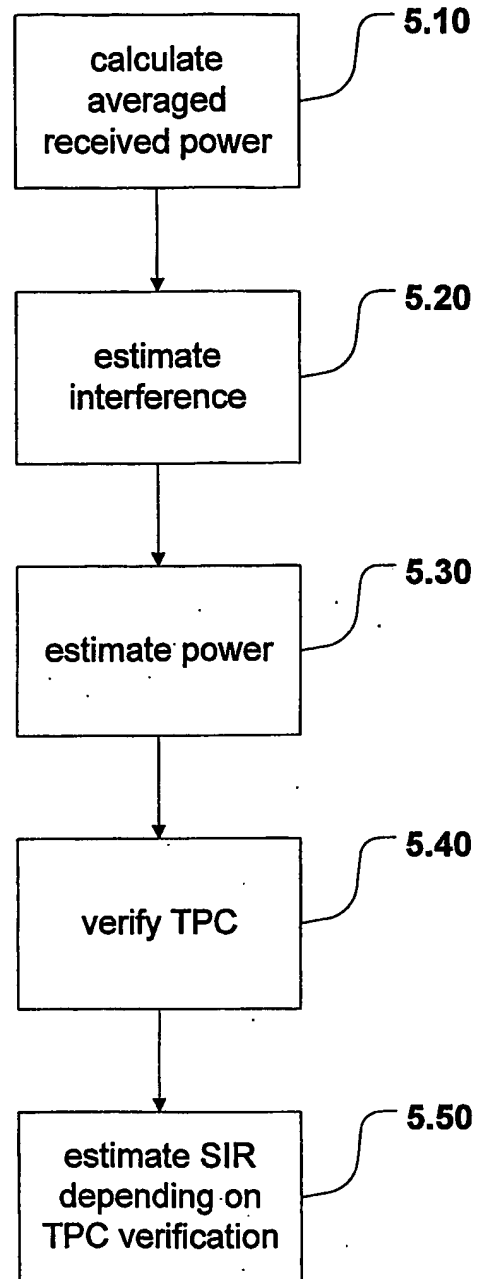 5.10
calculate
averaged
received power
5.20
estimate
interference
5.30
estimate power
5.40
verify TPC
5.50
estimate SIR
depending on
TPC verification